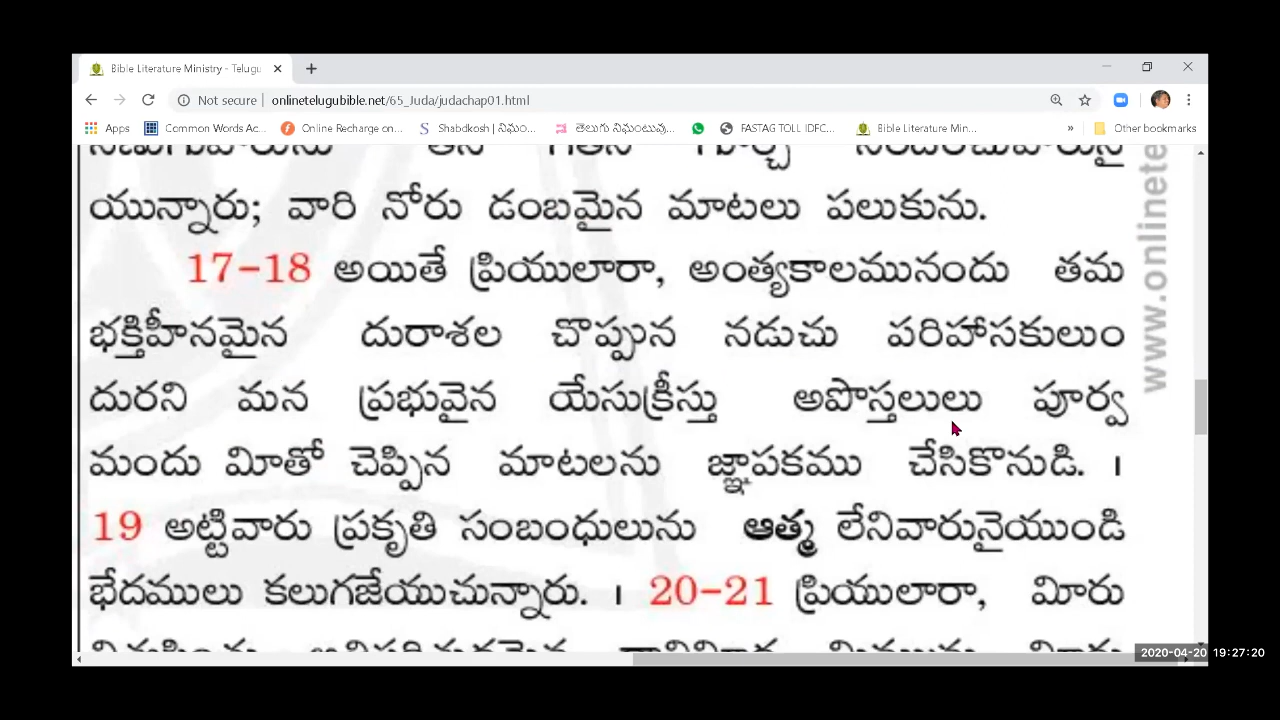 Bible Literature Ministry - Telugu
Not secure | onlinetelugubible.net/65_Juda/judachap01.html
Apps Common Words Ac... Online Recharge on... Shabdkosh | నిఘం... తెలుగు నిఘంటువు... FASTAG TOLL IDFC... Bible Literature Min... » Other bookmarks
యున్నారు; వారి నోరు డంబమైన మాటలు పలుకును.
17-18 అయితే ప్రియులారా, అంత్యకాలమునందు తమ
భక్తిహీనమైన దురాశల చొప్పున నడుచు పరిహాసకులుం
దురని మన ప్రభువైన యేసుక్రీస్తు అపొస్తలులు పూర్వ
మందు మీతో చెప్పిన మాటలను జ్ఞాపకము చేసికొనుడి. ।
19 అట్టివారు ప్రకృతి సంబంధులును ఆత్మ లేనివారునైయుండి
భేదములు కలుగజేయుచున్నారు. । 20-21 ప్రియులారా, మీరు
www.onlinete
2020-04-20 19:27:20